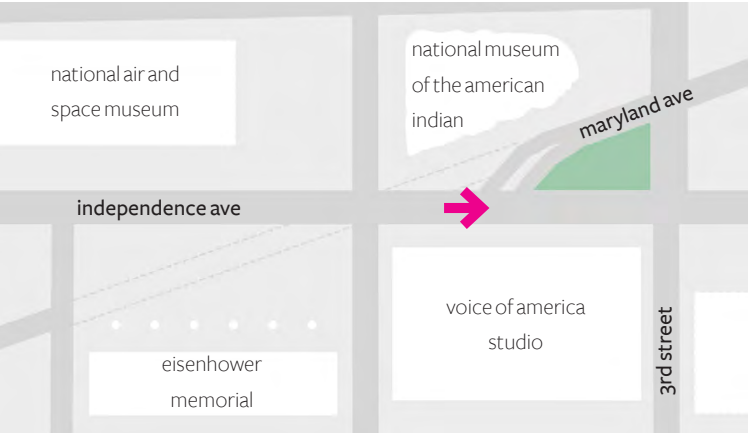 national air and
space museum
national museum
of the american
indian
maryland ave
independence ave
voice of america
studio
3rd street
eisenhower
memorial